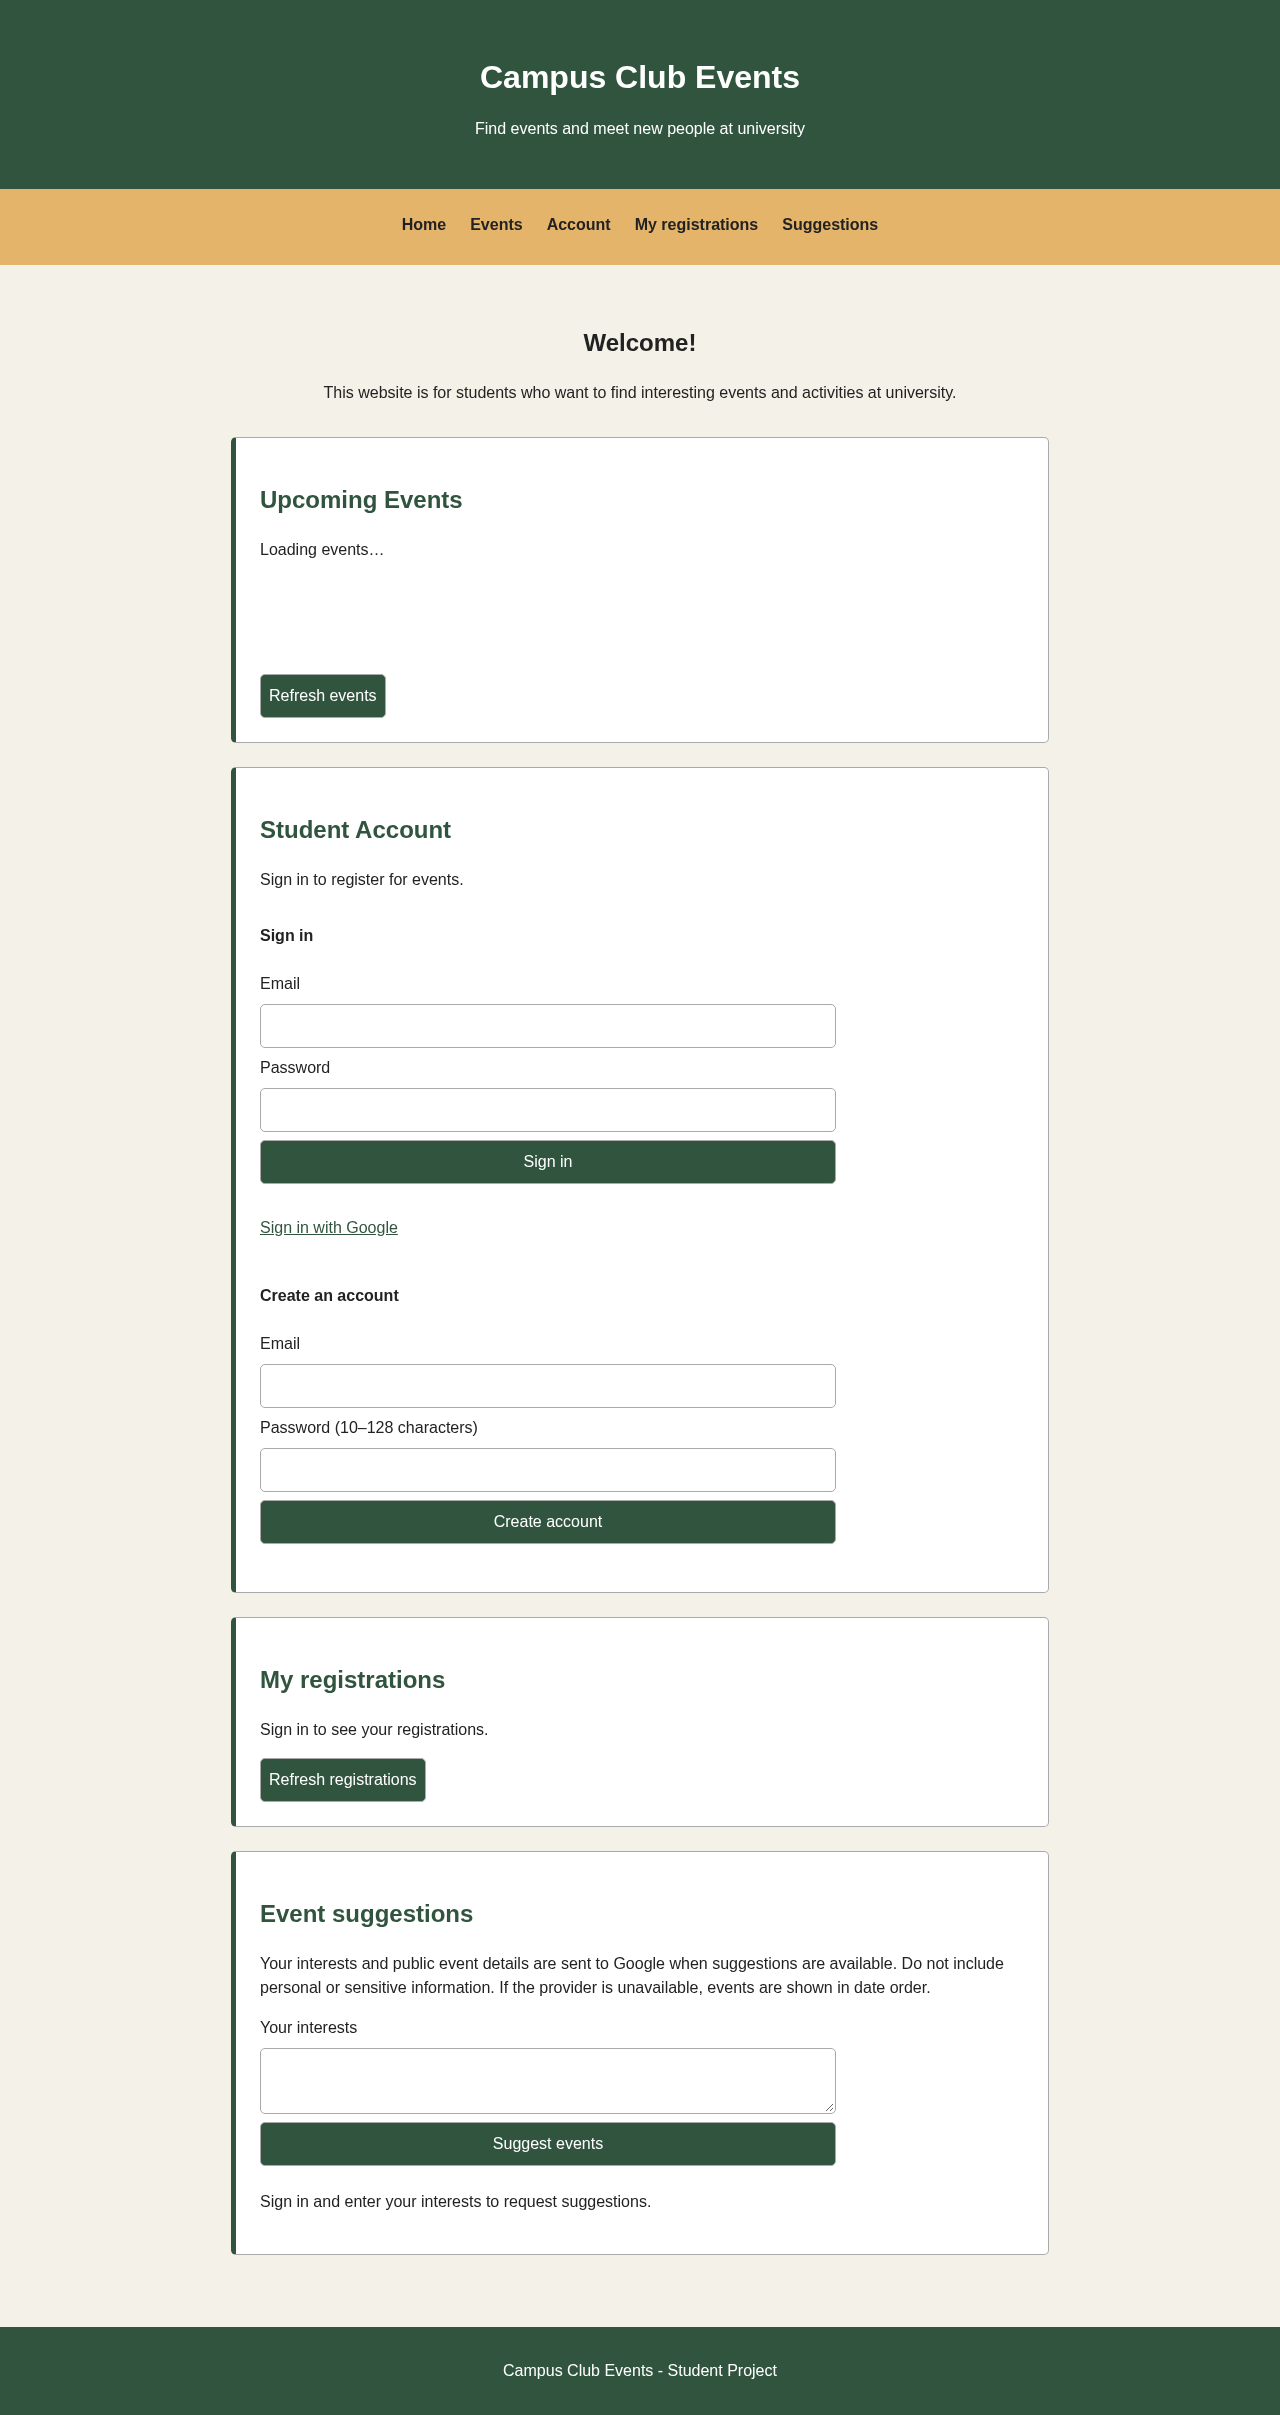 Campus Club Events
Find events and meet new people at university
Home Events Account My registrations Suggestions
Welcome!
This website is for students who want to find interesting events and activities at university.
Upcoming Events
Loading events…
Refresh events
Student Account
Sign in to register for events.
Sign in
Email
Password
Sign in
Sign in with Google
Create an account
Email
Password (10–128 characters)
Create account
My registrations
Sign in to see your registrations.
Refresh registrations
Event suggestions
Your interests and public event details are sent to Google when suggestions are available. Do not include
personal or sensitive information. If the provider is unavailable, events are shown in date order.
Your interests
Suggest events
Sign in and enter your interests to request suggestions.
Campus Club Events - Student Project